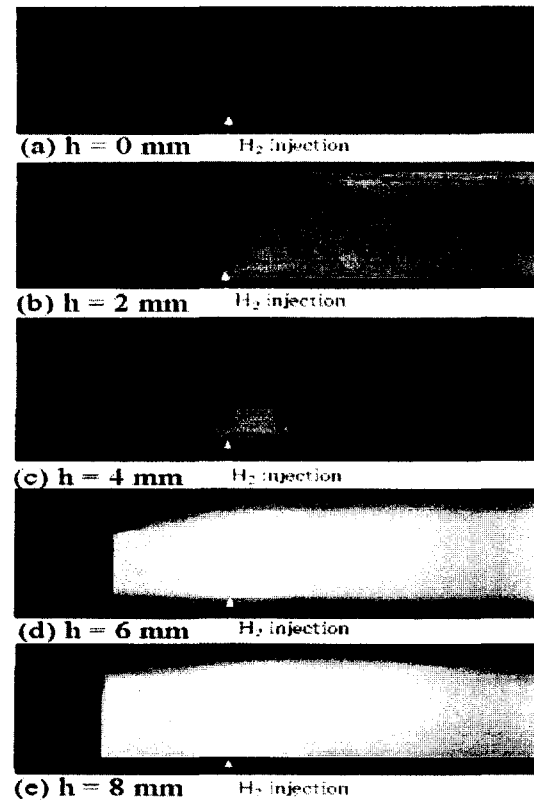 (a) h = 0 mm H₂ injection
(b) h = 2 mm H₂ injection
(c) h = 4 mm H₂ injection
(d) h = 6 mm H₂ injection
(e) h = 8 mm H₂ injection